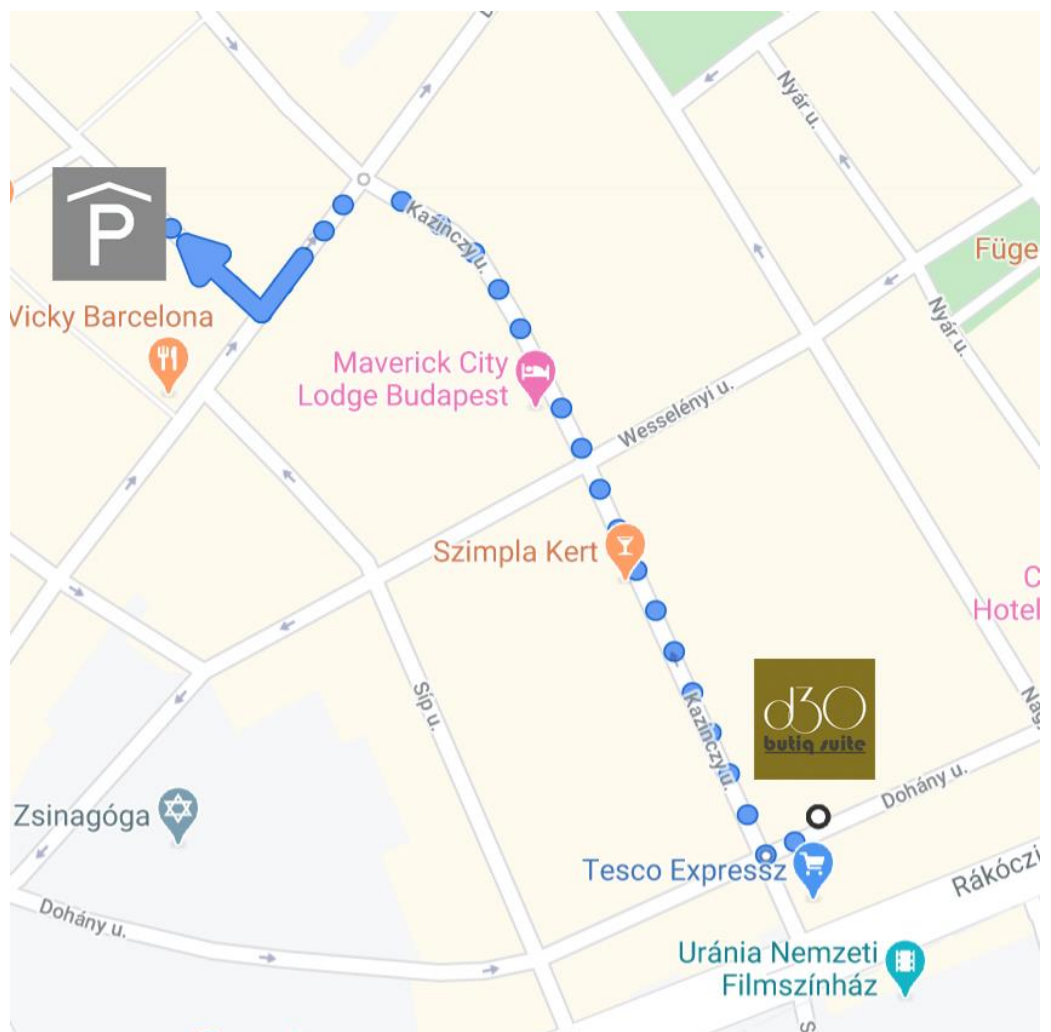 Nyár u.
Kazinczy u.
P
Füge
Vicky Barcelona
Nyár u.
Maverick City
Lodge Budapest
Wesselényi u.
Szimpla Kert
C
Hotel
Síp u.
d30
butiq suite
Kazinczy u.
Nag
Dohány u.
Zsinagóga
Tesco Expressz
Rákóczi
Dohány u.
Uránia Nemzeti
Filmszínház
S